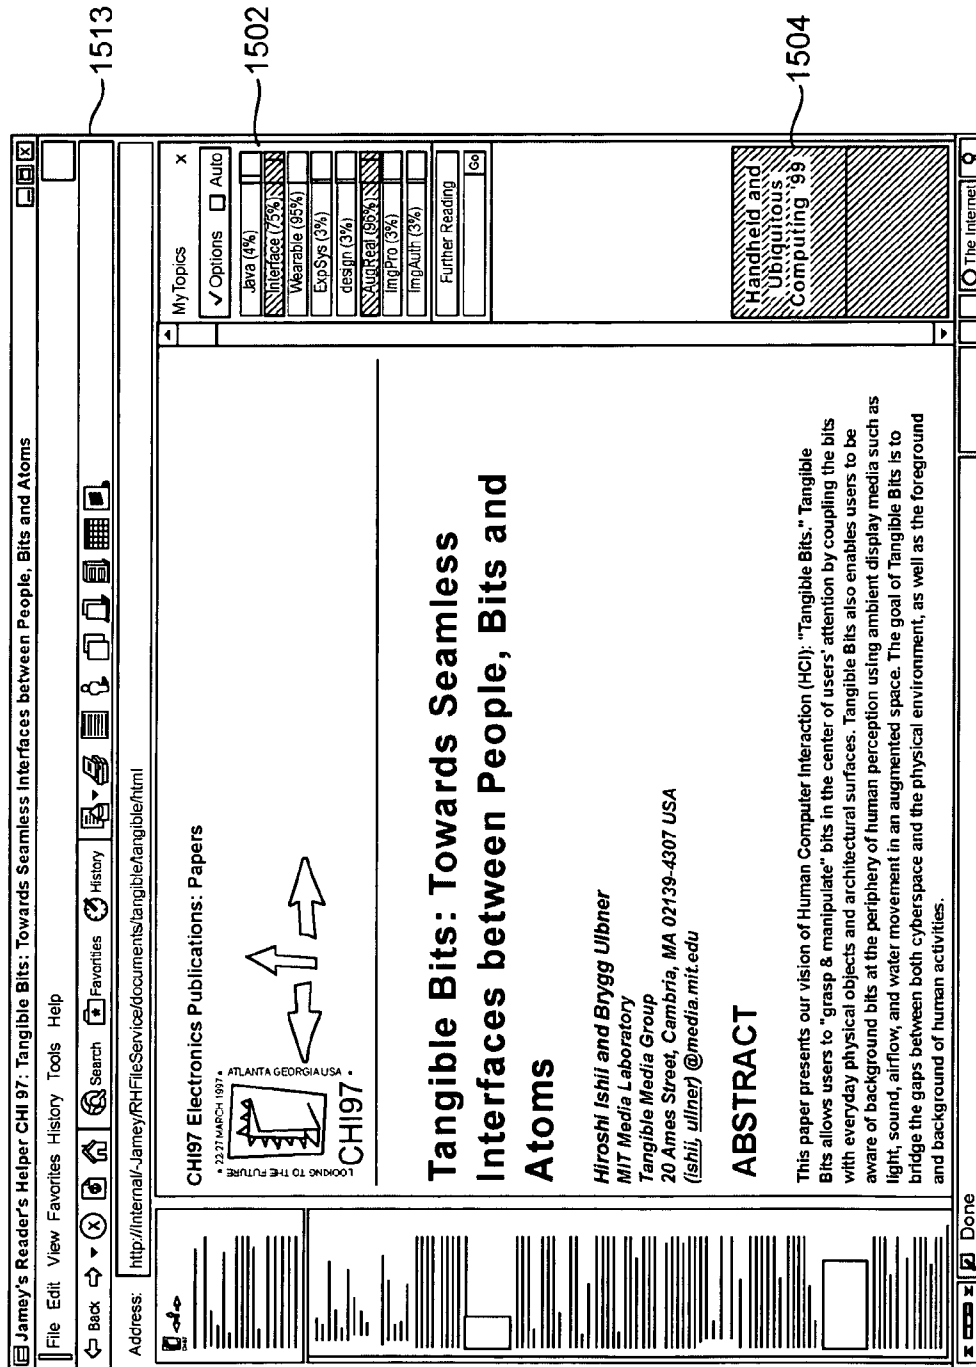 Jamey's Reader's Helper CHI 97: Tangible Bits: Towards Seamless Interfaces between People, Bits and Atoms
File Edit View Favorites History Tools Help
Back Search Favorites History
Address: http://internal/~Jamey/RHFileService/documents/tangible/tangible/html
CHI97 Electronics Publications: Papers
22-27 MARCH 1997 • ATLANTA GEORGIA USA •
LOOKING TO THE FUTURE
CHI97
Tangible Bits: Towards Seamless
Interfaces between People, Bits and
Atoms
Hiroshi Ishii and Brygg Ulbner
MIT Media Laboratory
Tangible Media Group
20 Ames Street, Cambria, MA 02139-4307 USA
(ishii, ullner) @media.mit.edu
ABSTRACT
This paper presents our vision of Human Computer Interaction (HCI): "Tangible Bits." Tangible
Bits allows users to "grasp & manipulate" bits in the center of users' attention by coupling the bits
with everyday physical objects and architectural surfaces. Tangible Bits also enables users to be
aware of background bits at the periphery of human perception using ambient display media such as
light, sound, airflow, and water movement in an augmented space. The goal of Tangible Bits is to
bridge the gaps between both cyberspace and the physical environment, as well as the foreground
and background of human activities.
MyTopics x
Options Auto
Java (4%)
Interface (75%)
Wearable (95%)
ExpSys (3%)
design (3%)
AugReal (96%)
ImgPro (3%)
ImgAuth (3%)
Further Reading
Go
Handheld and
Ubiquitous
Computing '99
Done
The Internet
1513
1502
1504